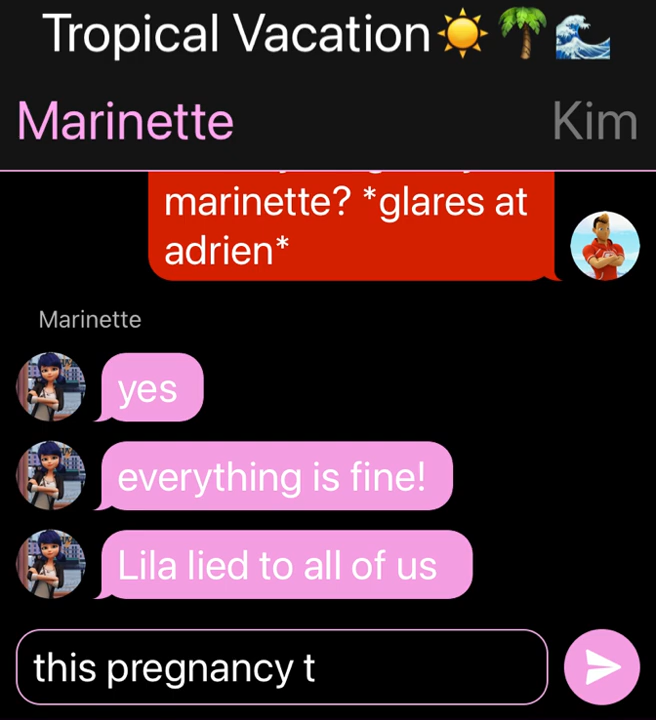 Tropical Vacation☀️🌴🌊
Marinette
Kim
marinette? *glares at
adrien*
Marinette
yes
everything is fine!
Lila lied to all of us
this pregnancy t